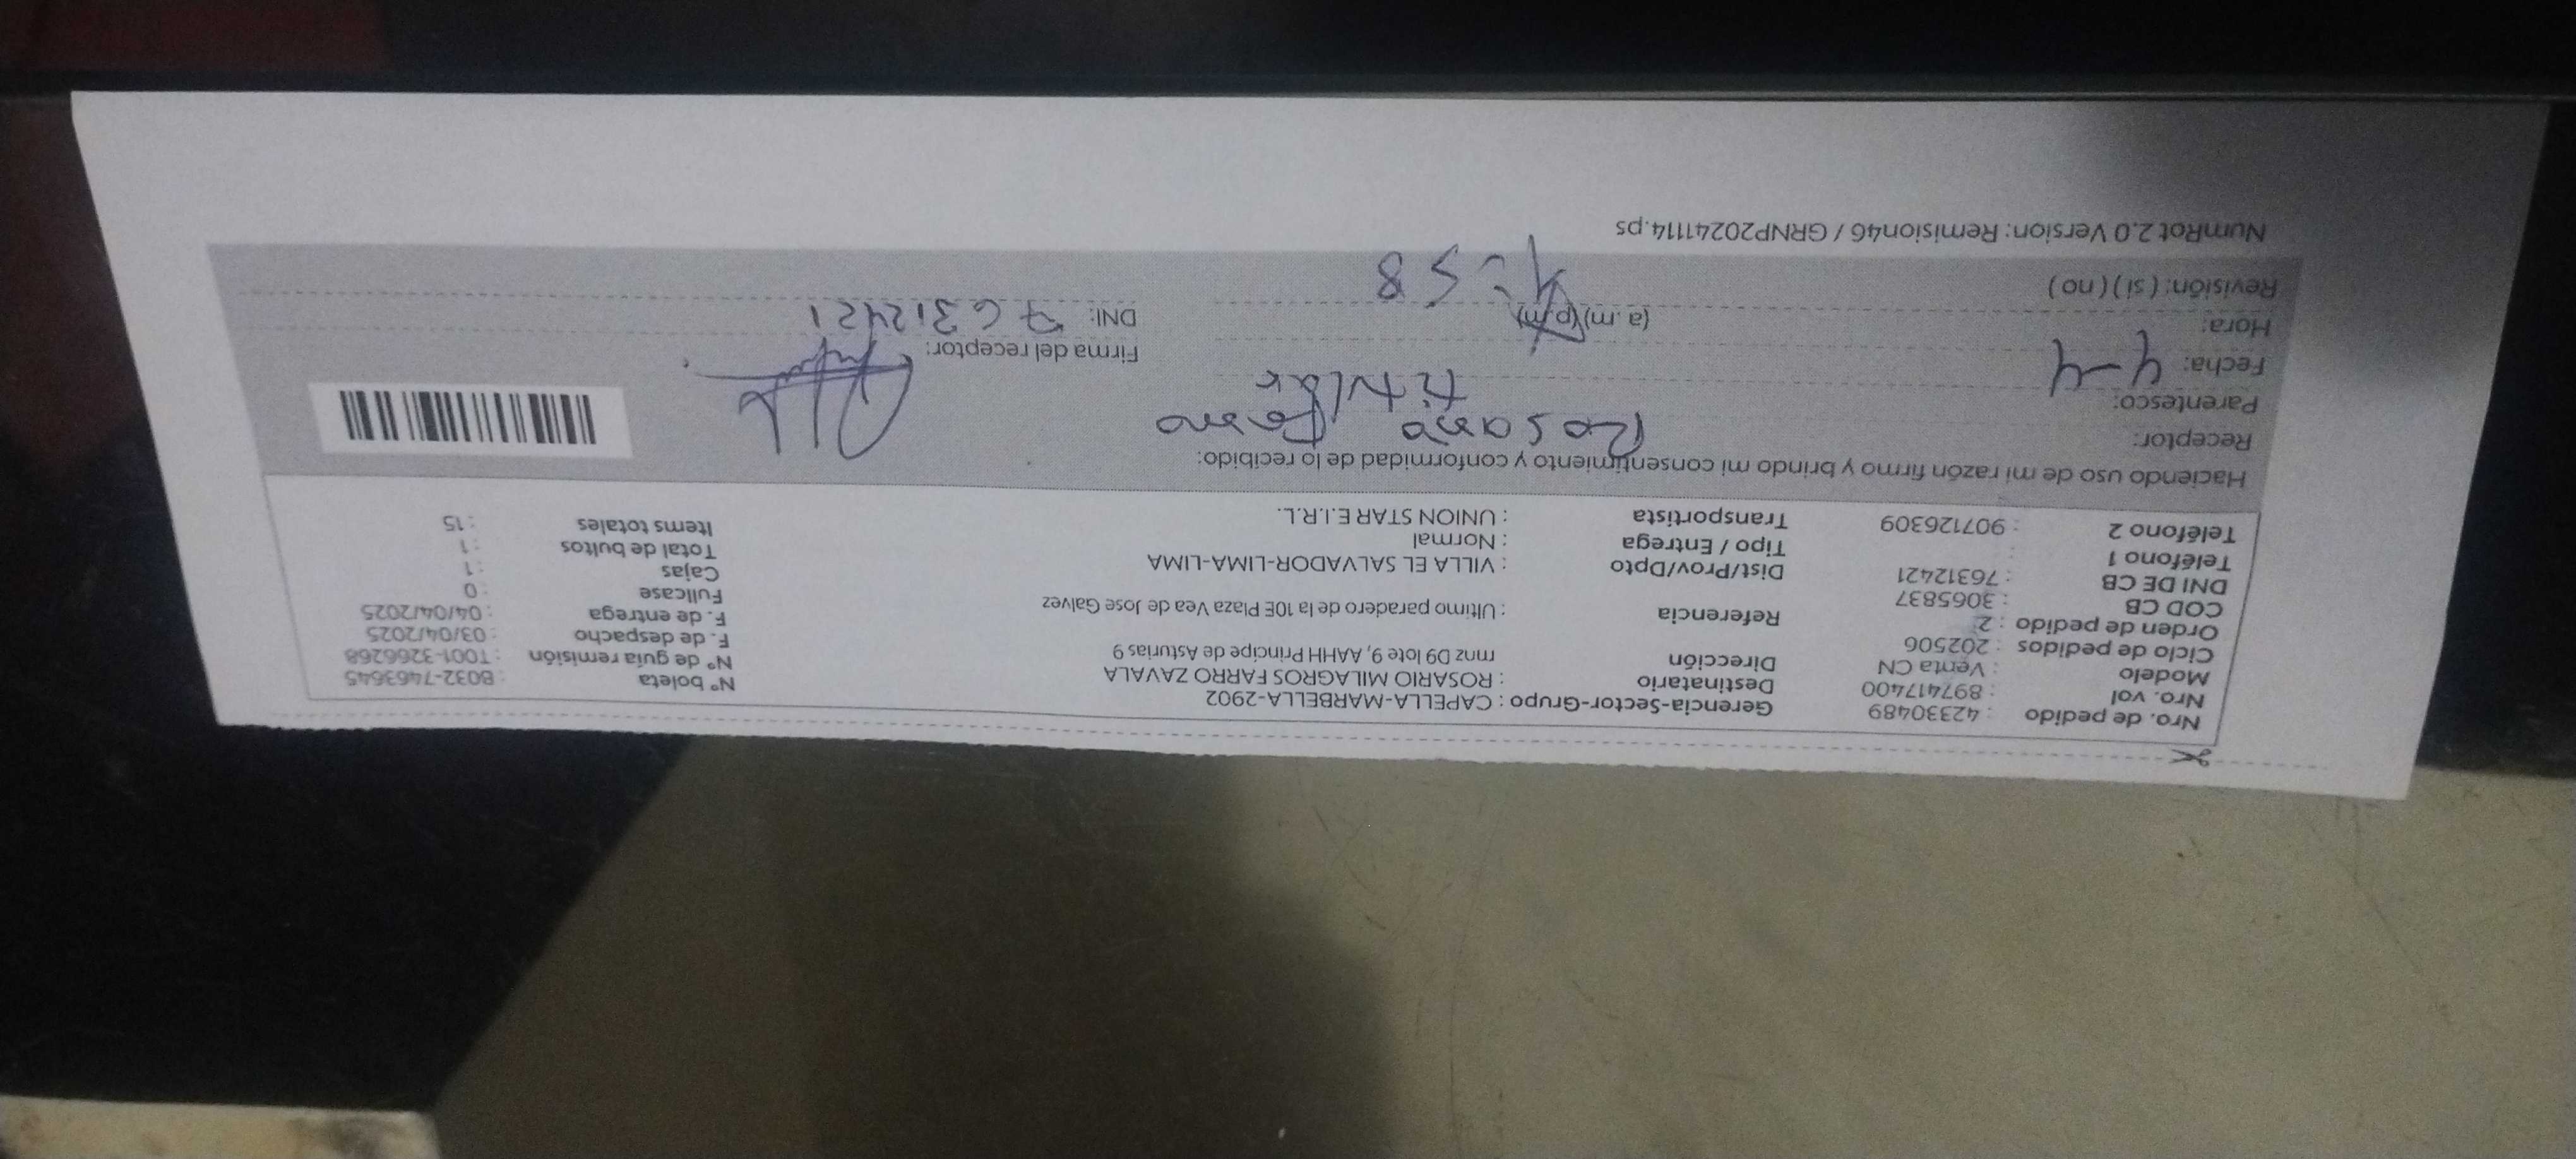 Nro. de pedido : 42330489 Gerencia-Sector-Grupo : CAPELLA-MARBELLA-2902 N° boleta : B032-7463645
Nro. vol : 897417400 Destinatario : ROSARIO MILAGROS FARRO ZAVALA N° de guía remisión : T001-3266268
Modelo : Venta CN Dirección mnz D9 lote 9, AAHH Principe de Asturias 9 F. de despacho : 03/04/2025
Ciclo de pedidos : 202506 F. de entrega : 04/04/2025
Orden de pedido : 2 Referencia : Ultimo paradero de la 10E Plaza Vea de Jose Galvez Fullcase : 0
COD CB : 3065837 Dist/Prov/Dpto : VILLA EL SALVADOR-LIMA-LIMA Cajas : 1
DNI DE CB : 76312421 Tipo / Entrega : Normal Total de bultos : 1
Teléfono 1 : Transportista : UNION STAR E.I.R.L. Items totales : 15
Teléfono 2 : 907126309
Haciendo uso de mi razón firmo y brindo mi consentimiento y conformidad de lo recibido:
Receptor: Farro
Parentesco: titular
Fecha: 4-4 Firma del receptor:
Hora: (a.m) (p.m) DNI: 76312421
Revisión: ( si ) ( no ) :58
NumRot 2.0 Version: Remision46 / GRNP20241114.ps